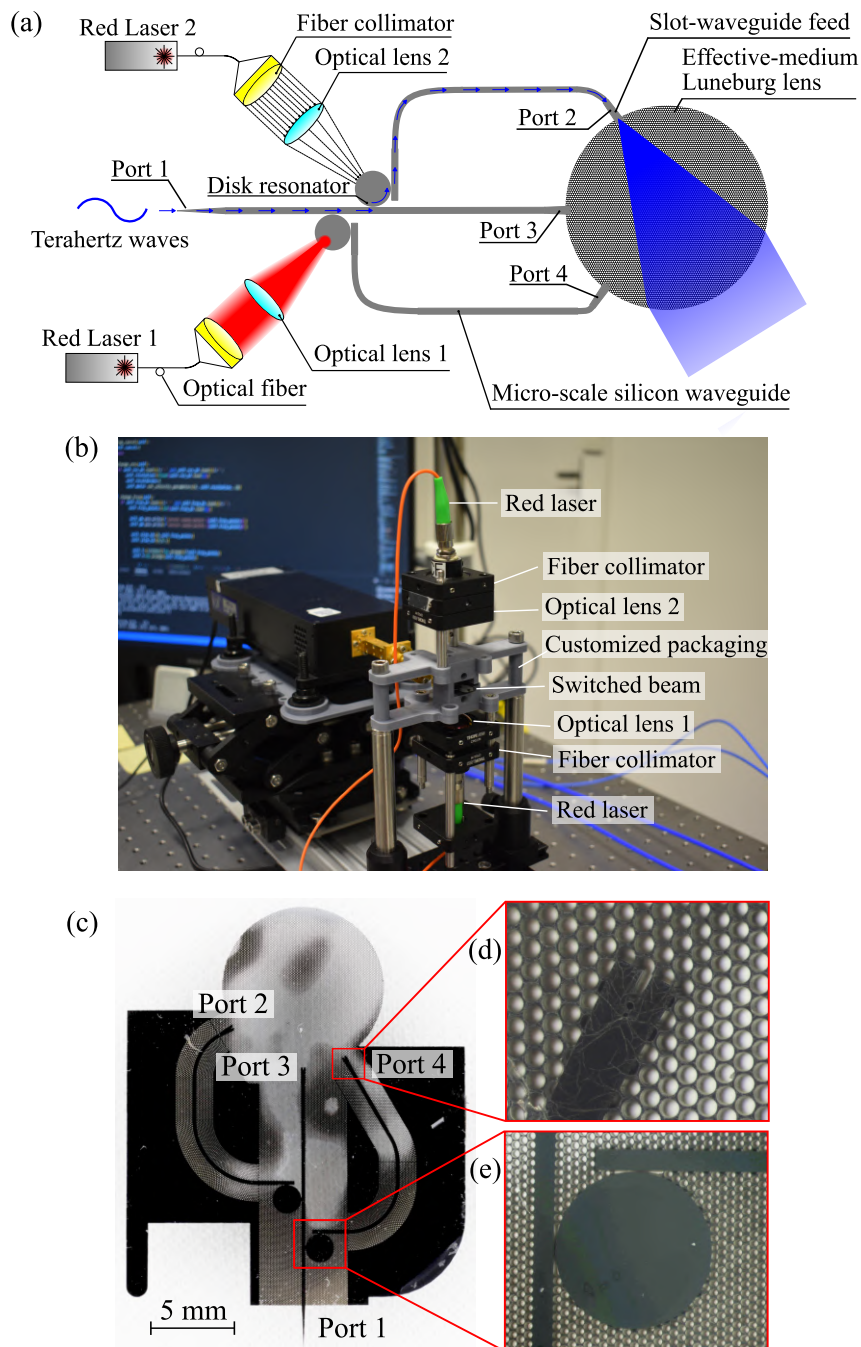 (a)
Red Laser 2
Fiber collimator
Optical lens 2
Slot-waveguide feed
Effective-medium
Luneburg lens
Port 2
Port 1
Disk resonator
Terahertz waves
Port 3
Port 4
Red Laser 1
Optical lens 1
Optical fiber
Micro-scale silicon waveguide
(b)
Red laser
Fiber collimator
Optical lens 2
Customized packaging
Switched beam
Optical lens 1
Fiber collimator
Red laser
(c)
(d)
Port 2
Port 3
Port 4
(e)
5 mm
Port 1